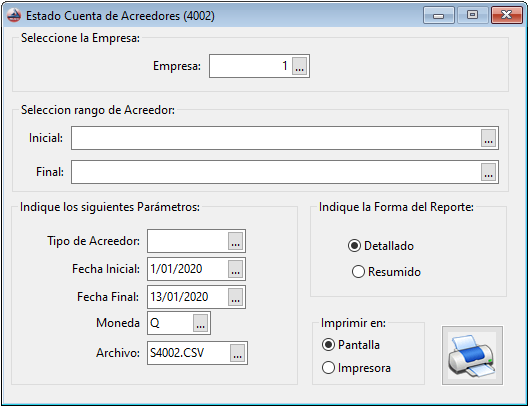 Estado Cuenta de Acreedores (4002)
Seleccione la Empresa:
Empresa: 1 ...
Seleccion rango de Acreedor:
Inicial: ...
Final: ...
Indique los siguientes Parámetros:
Tipo de Acreedor: ...
Fecha Inicial: 1/01/2020 ...
Fecha Final: 13/01/2020 ...
Moneda Q ...
Archivo: S4002.CSV ...
Indique la Forma del Reporte:
Detallado
Resumido
Imprimir en:
Pantalla
Impresora